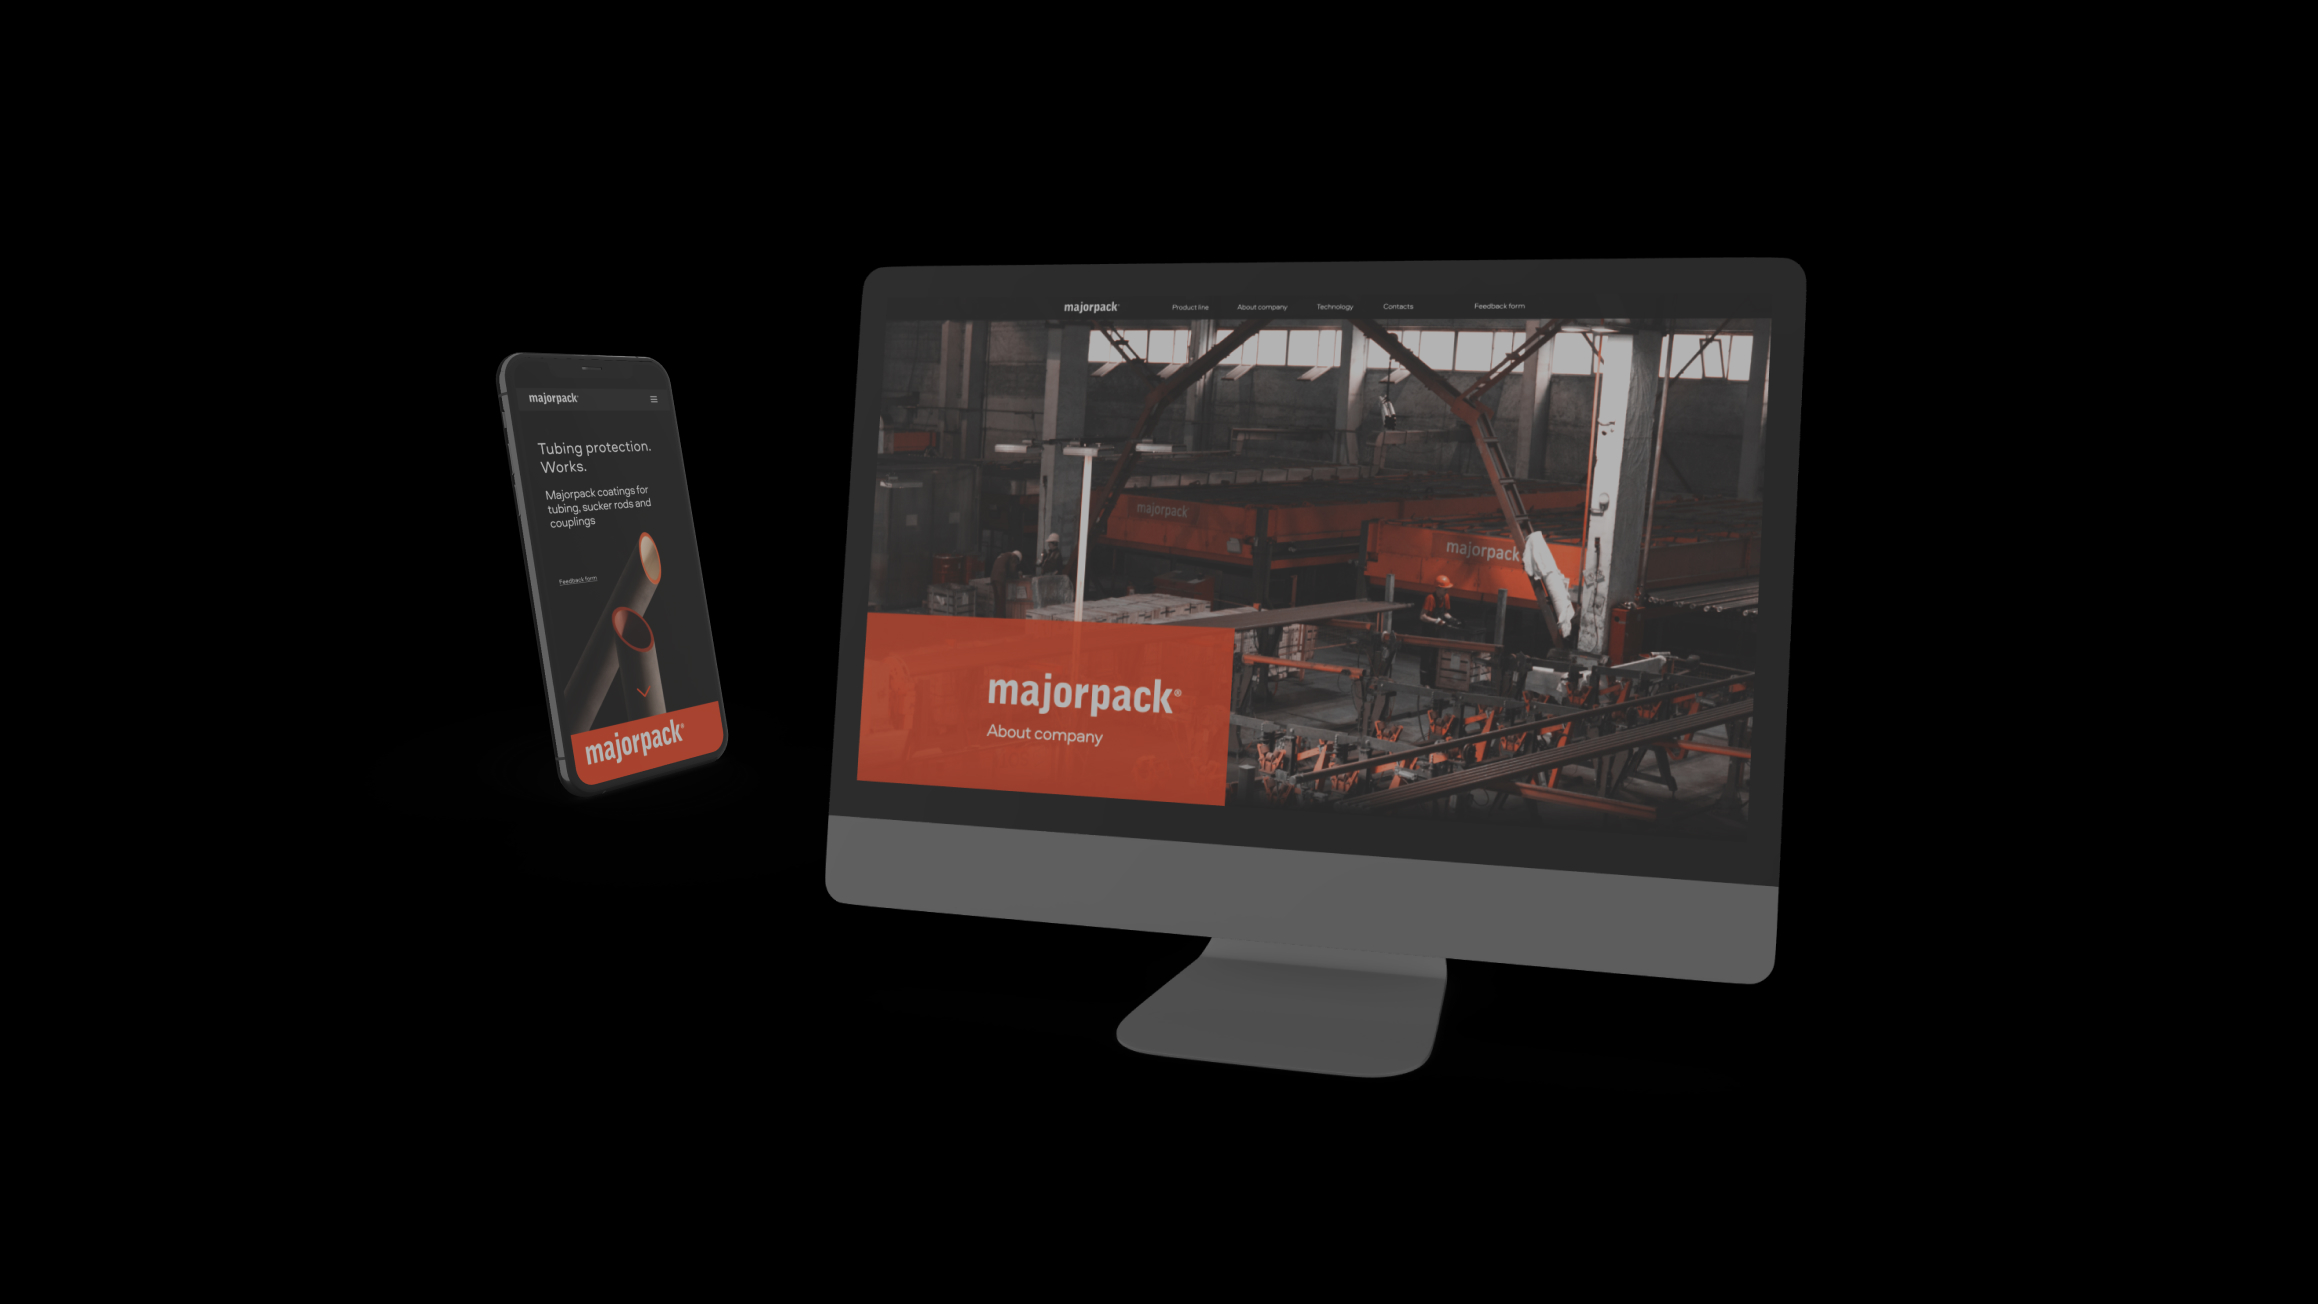 majorpack
Tubing protection.
Works.
Majorpack coatings for
tubing, sucker rods and
couplings
Feedback form
majorpack®
majorpack
Product line
About company
Technology
Contacts
Feedback form
majorpack
majorpack
majorpack®
About company